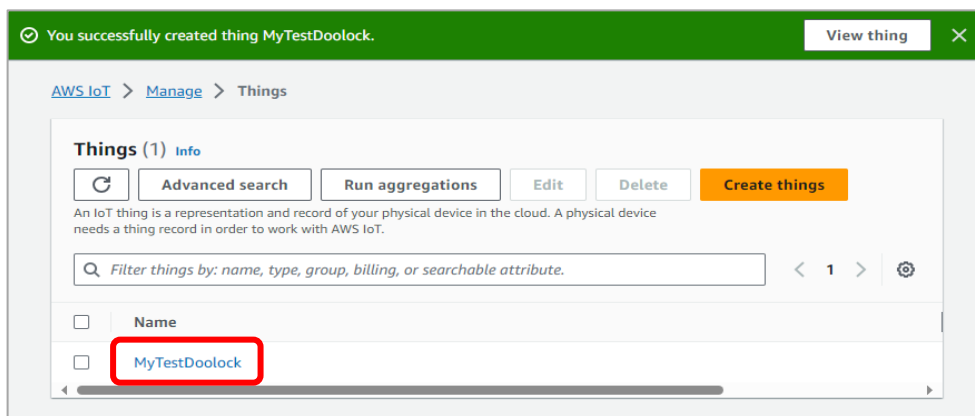 You successfully created thing MyTestDoolock.
View thing
AWS IoT > Manage > Things
Things (1) Info
Advanced search
Run aggregations
Edit
Delete
Create things
An IoT thing is a representation and record of your physical device in the cloud. A physical device
needs a thing record in order to work with AWS IoT.
Filter things by: name, type, group, billing, or searchable attribute.
< 1 >
Name
MyTestDoolock